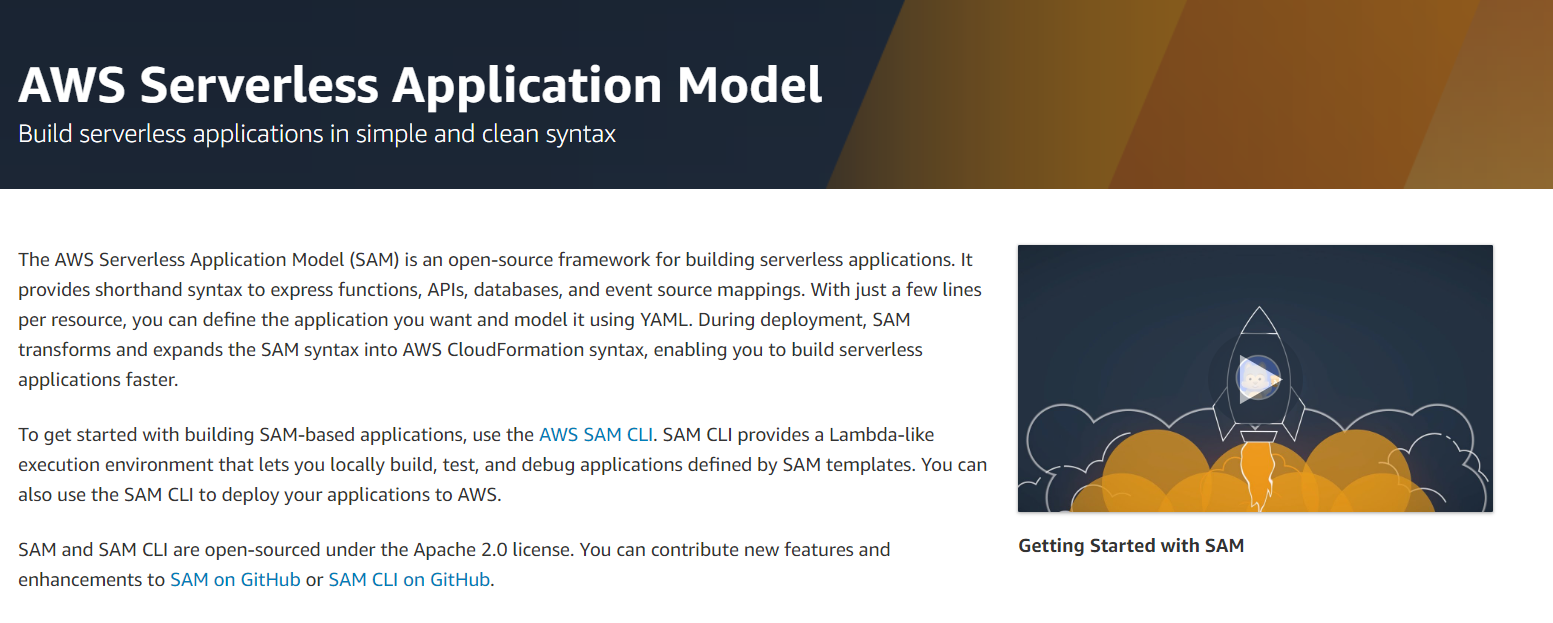 AWS Serverless Application Model
Build serverless applications in simple and clean syntax
The AWS Serverless Application Model (SAM) is an open-source framework for building serverless applications. It
provides shorthand syntax to express functions, APIs, databases, and event source mappings. With just a few lines
per resource, you can define the application you want and model it using YAML. During deployment, SAM
transforms and expands the SAM syntax into AWS CloudFormation syntax, enabling you to build serverless
applications faster.
To get started with building SAM-based applications, use the AWS SAM CLI. SAM CLI provides a Lambda-like
execution environment that lets you locally build, test, and debug applications defined by SAM templates. You can
also use the SAM CLI to deploy your applications to AWS.
SAM and SAM CLI are open-sourced under the Apache 2.0 license. You can contribute new features and
enhancements to SAM on GitHub or SAM CLI on GitHub.
Getting Started with SAM